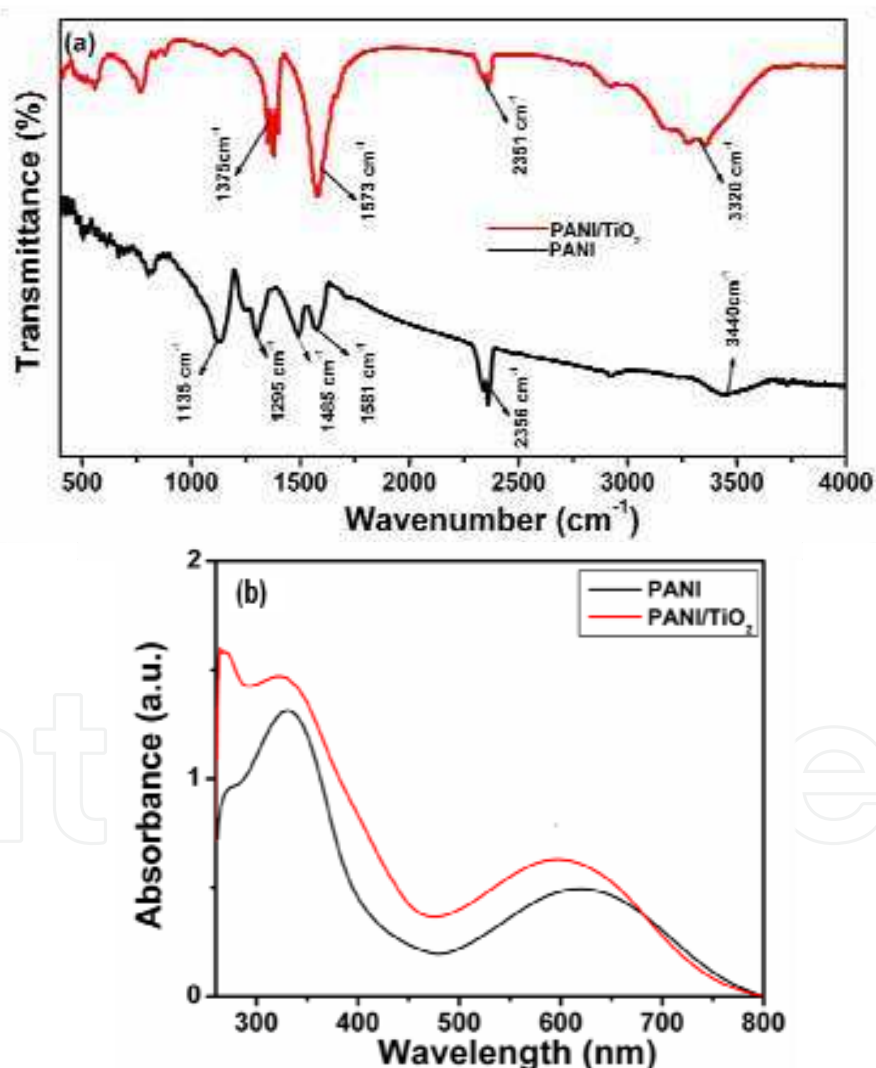 (a)
Transmittance (%)
1375cm⁻¹
1573 cm⁻¹
2351 cm⁻¹
3320 cm⁻¹
PANI/TiO₂
PANI
1135 cm⁻¹
1295 cm⁻¹
1485 cm⁻¹
1581 cm⁻¹
2356 cm⁻¹
3440cm⁻¹
500 1000 1500 2000 2500 3000 3500 4000
Wavenumber (cm⁻¹)
(b)
PANI
PANI/TiO₂
2
1
0
Absorbance (a.u.)
300 400 500 600 700 800
Wavelength (nm)
nt
e